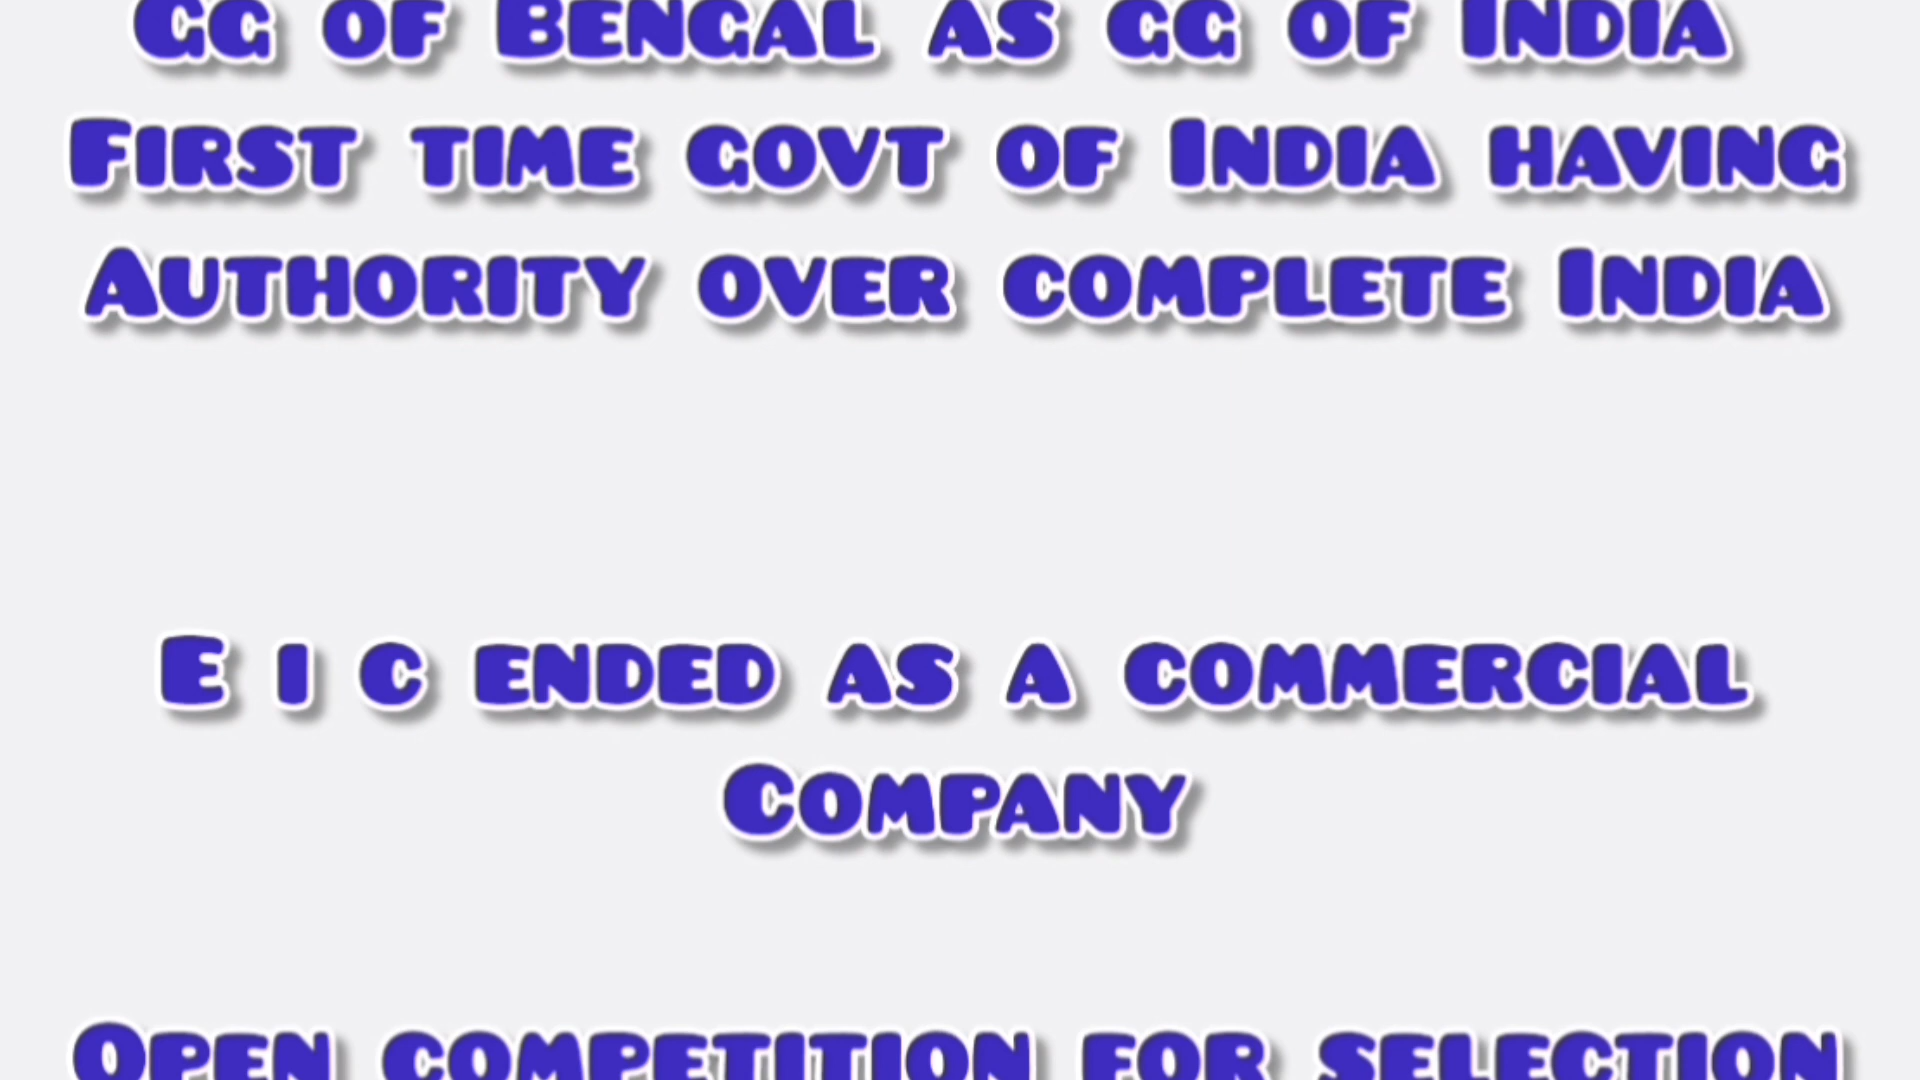 Gg of Bengal as gg of India
First time govt of India having
Authority over complete India
E i c ended as a commercial
Company
Open competition for selection